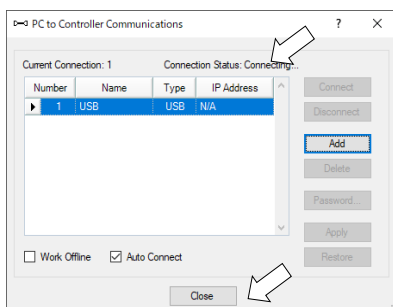 PC to Controller Communications ? ×
Current Connection: 1 Connection Status: Connecting...
Number Name Type IP Address
1 USB USB N/A
Connect
Disconnect
Add
Delete
Password...
Apply
Work Offline Auto Connect Restore
Close